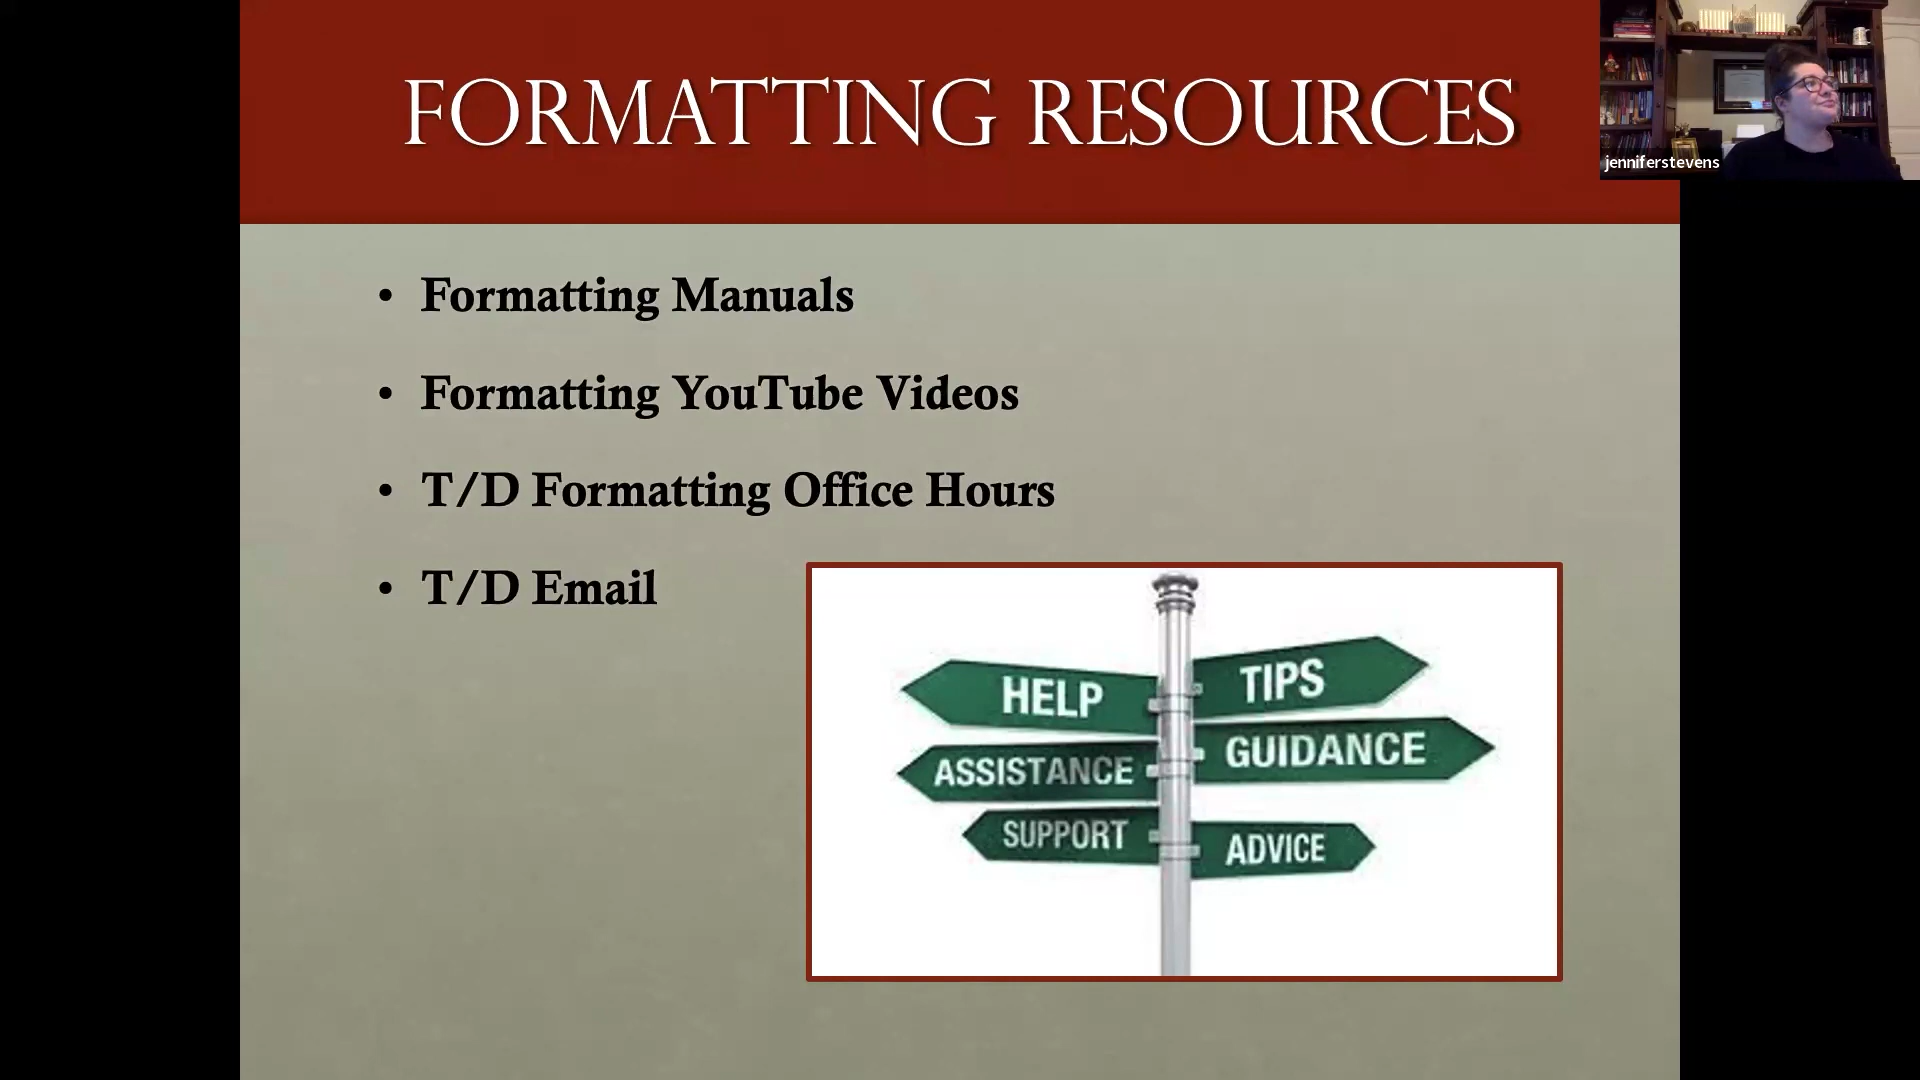 FORMATTING RESOURCES
jenniferstevens
• Formatting Manuals
• Formatting YouTube Videos
• T/D Formatting Office Hours
• T/D Email
HELP
TIPS
ASSISTANCE
GUIDANCE
SUPPORT
ADVICE